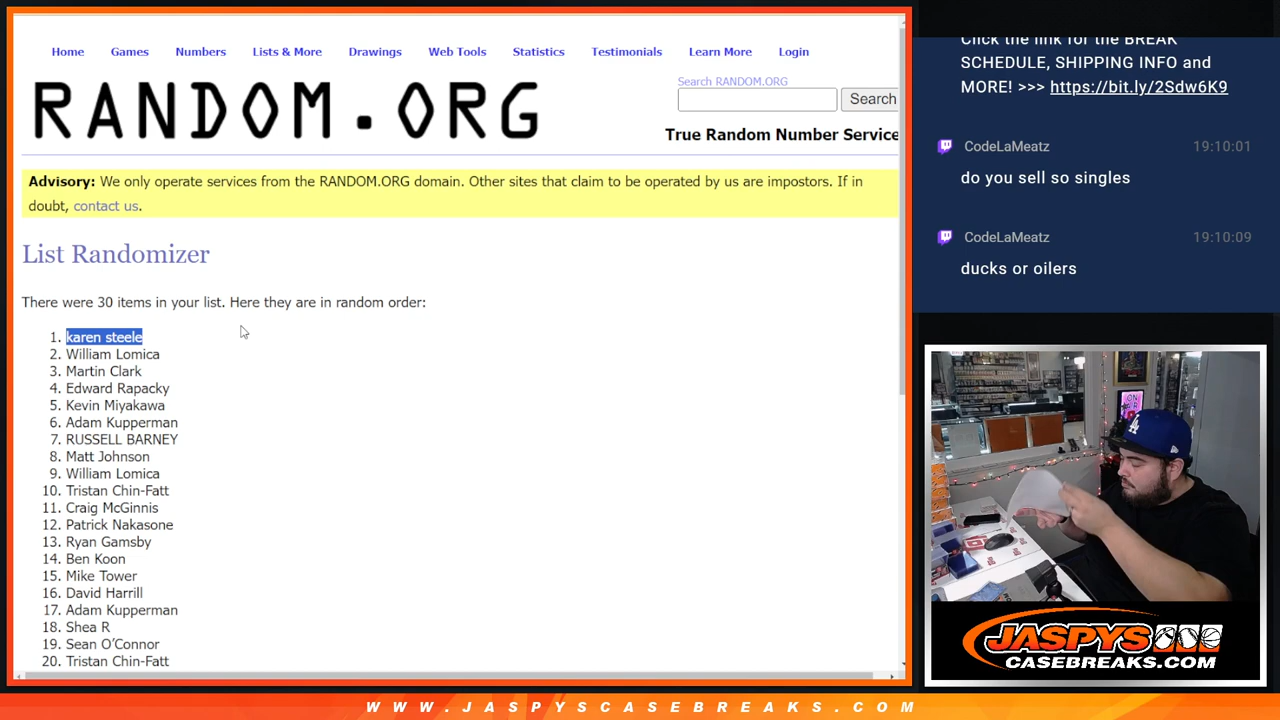 Home Games Numbers Lists & More Drawings Web Tools Statistics Testimonials Learn More Login
RANDOM.ORG
Search RANDOM.ORG
Search
True Random Number Service
Advisory: We only operate services from the RANDOM.ORG domain. Other sites that claim to be operated by us are impostors. If in
doubt, contact us.
List Randomizer
There were 30 items in your list. Here they are in random order:
1. karen steele
2. William Lomica
3. Martin Clark
4. Edward Rapacky
5. Kevin Miyakawa
6. Adam Kupperman
7. RUSSELL BARNEY
8. Matt Johnson
9. William Lomica
10. Tristan Chin-Fatt
11. Craig McGinnis
12. Patrick Nakasone
13. Ryan Gamsby
14. Ben Koon
15. Mike Tower
16. David Harrill
17. Adam Kupperman
18. Shea R
19. Sean O'Connor
20. Tristan Chin-Fatt
Click the link for the BREAK
SCHEDULE, SHIPPING INFO and
MORE! >>> https://bit.ly/2Sdw6K9
CodeLaMeatz 19:10:01
do you sell so singles
CodeLaMeatz 19:10:09
ducks or oilers
LA
JASPYS
CASEBREAKS.COM
WWW.JASPYSCASEBREAKS.COM